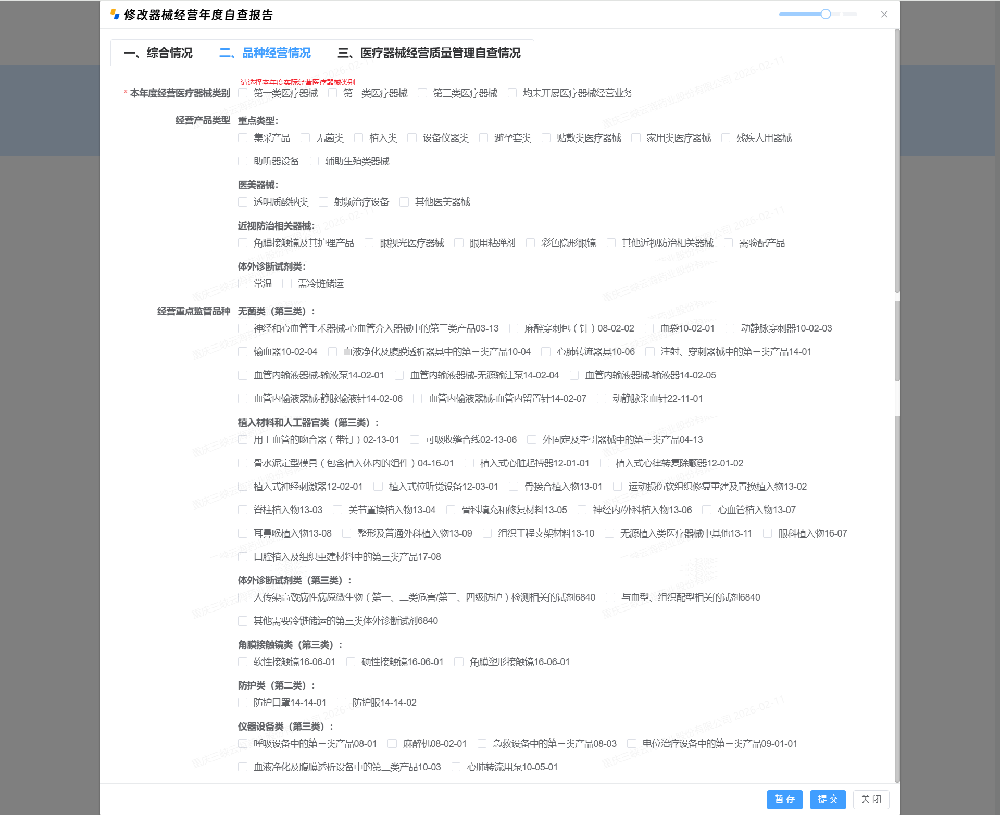 修改器械经营年度自查报告
一、综合情况 二、品种经营情况 三、医疗器械经营质量管理自查情况
请选择本年度实际经营医疗器械类别
* 本年度经营医疗器械类别 第一类医疗器械 第二类医疗器械 第三类医疗器械 均未开展医疗器械经营业务
经营产品类型 重点类型：
集采产品 无菌类 植入类 设备仪器类 避孕套类 贴敷类医疗器械 家用类医疗器械 残疾人用器械
助听器设备 辅助生殖类器械
医美器械：
透明质酸钠类 射频治疗设备 其他医美器械
近视防治相关器械：
角膜接触镜及其护理产品 眼视光医疗器械 眼用粘弹剂 彩色隐形眼镜 其他近视防治相关器械 需验配产品
体外诊断试剂类：
常温 需冷链储运
经营重点监管品种 无菌类（第三类）：
神经和心血管手术器械-心血管介入器械中的第三类产品03-13 麻醉穿刺包（针）08-02-02 血袋10-02-01 动静脉穿刺器10-02-03
输血器10-02-04 血液净化及腹膜透析器具中的第三类产品10-04 心肺转流器具10-06 注射、穿刺器械中的第三类产品14-01
血管内输液器械-输液泵14-02-01 血管内输液器械-无源输注泵14-02-04 血管内输液器械-输液器14-02-05
血管内输液器械-静脉输液针14-02-06 血管内输液器械-血管内留置针14-02-07 动静脉采血针22-11-01
植入材料和人工器官类（第三类）：
用于血管的吻合器（带钉）02-13-01 可吸收缝合线02-13-06 外固定及牵引器械中的第三类产品04-13
骨水泥定型模具（包含植入体内的组件）04-16-01 植入式心脏起搏器12-01-01 植入式心律转复除颤器12-01-02
植入式神经刺激器12-02-01 植入式位听觉设备12-03-01 骨接合植入物13-01 运动损伤软组织修复重建及置换植入物13-02
脊柱植入物13-03 关节置换植入物13-04 骨科填充和修复材料13-05 神经内/外科植入物13-06 心血管植入物13-07
耳鼻喉植入物13-08 整形及普通外科植入物13-09 组织工程支架材料13-10 无源植入类医疗器械中其他13-11 眼科植入物16-07
口腔植入及组织重建材料中的第三类产品17-08
体外诊断试剂类（第三类）：
人传染高致病性病原微生物（第一、二类危害/第三、四级防护）检测相关的试剂6840 与血型、组织配型相关的试剂6840
其他需要冷链储运的第三类体外诊断试剂6840
角膜接触镜类（第三类）：
软性接触镜16-06-01 硬性接触镜16-06-01 角膜塑形接触镜16-06-01
防护类（第二类）：
防护口罩14-14-01 防护服14-14-02
仪器设备类（第三类）：
呼吸设备中的第三类产品08-01 麻醉机08-02-01 急救设备中的第三类产品08-03 电位治疗设备中的第三类产品09-01-01
血液净化及腹膜透析设备中的第三类产品10-03 心肺转流用泵10-05-01
暂存 提交 关闭
重庆三峡云海药业股份有限公司 2026-02-11